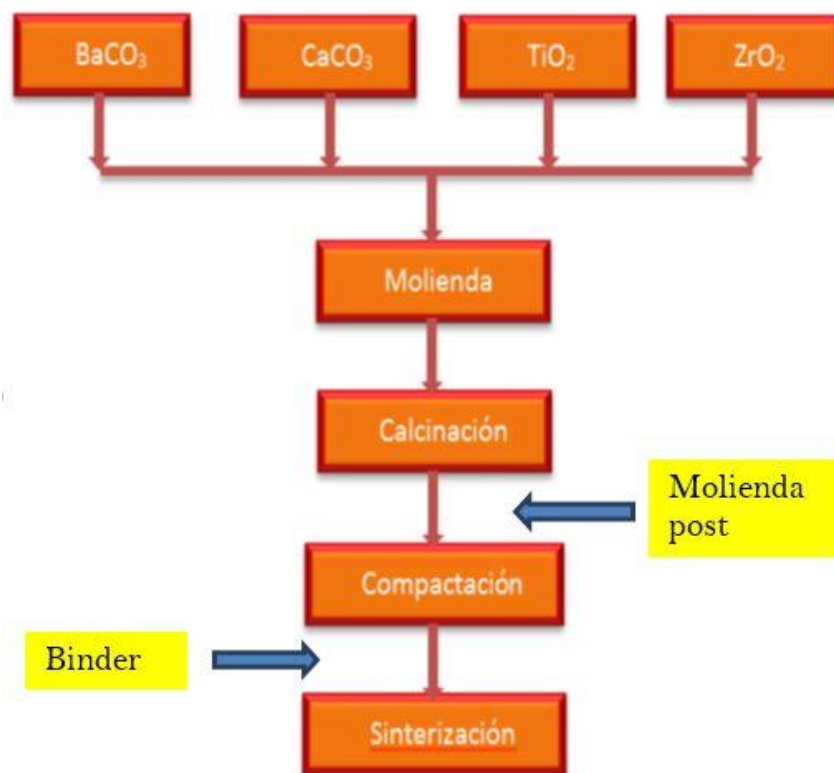 BaCO₃
CaCO₃
TiO₂
ZrO₂
Molienda
Calcinación
Molienda
post
Compactación
Binder
Sinterización